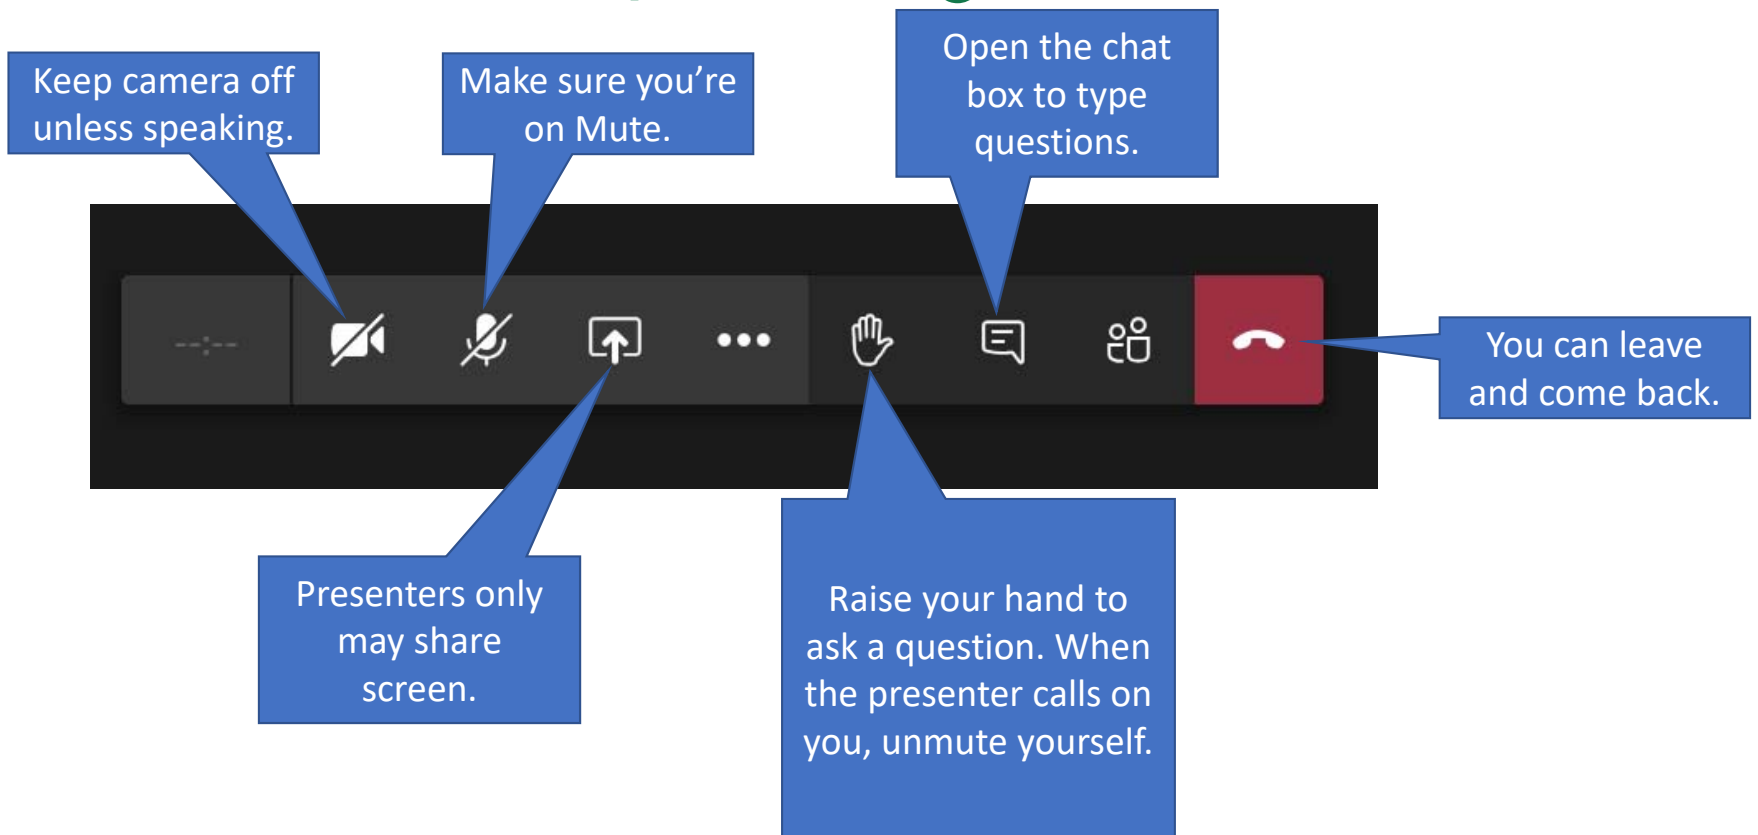 Keep camera off
unless speaking.
Make sure you’re
on Mute.
Open the chat
box to type
questions.
--:--
You can leave
and come back.
Presenters only
may share
screen.
Raise your hand to
ask a question. When
the presenter calls on
you, unmute yourself.